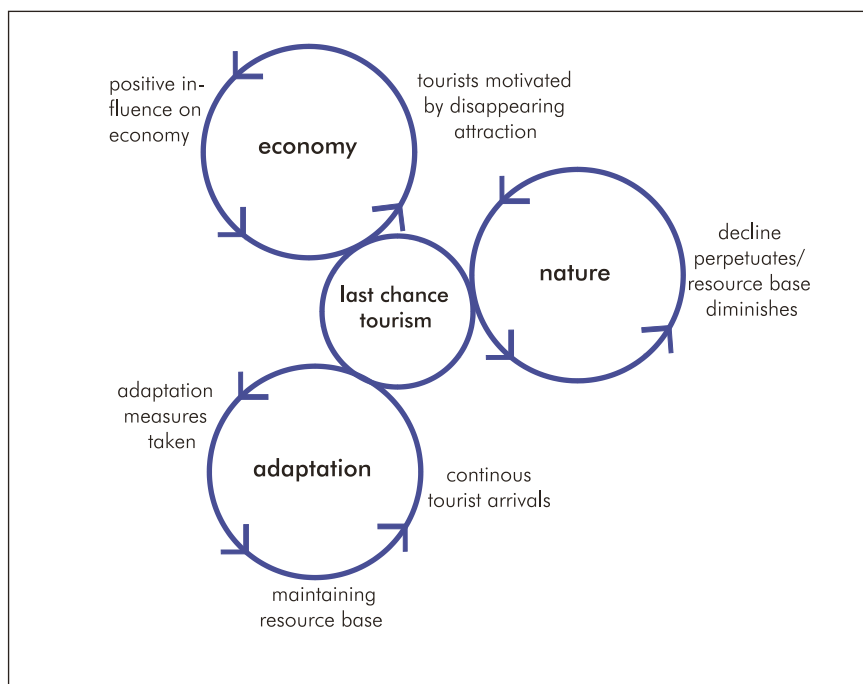 positive in-
fluence on
economy
economy
tourists motivated
by disappearing
attraction
last chance
tourism
nature
decline
perpetuates/
resource base
diminishes
adaptation
measures
taken
adaptation
continous
tourist arrivals
maintaining
resource base